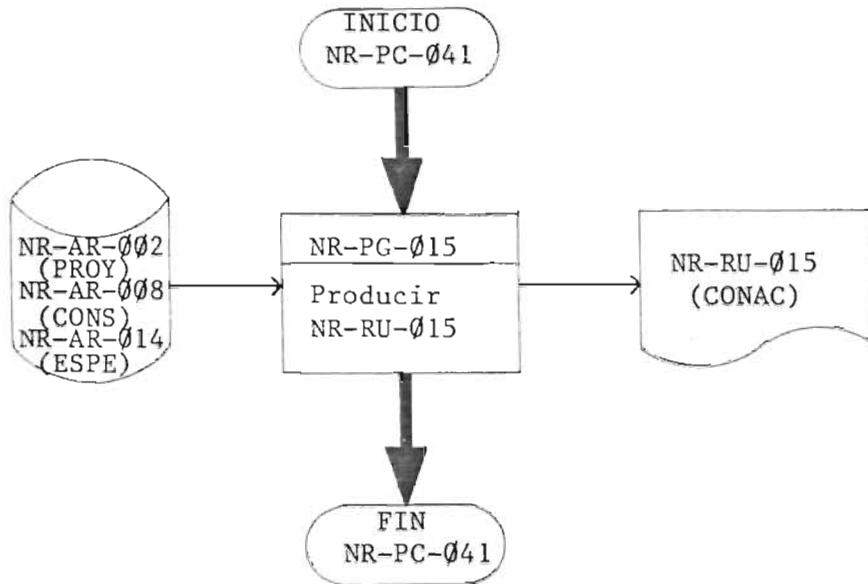 INICIO
NR-PC-Ø41
NR-AR-ØØ2
(PROY)
NR-AR-ØØ8
(CONS)
NR-AR-Ø14
(ESPE)
NR-PG-Ø15
Producir
NR-RU-Ø15
NR-RU-Ø15
(CONAC)
FIN
NR-PC-Ø41